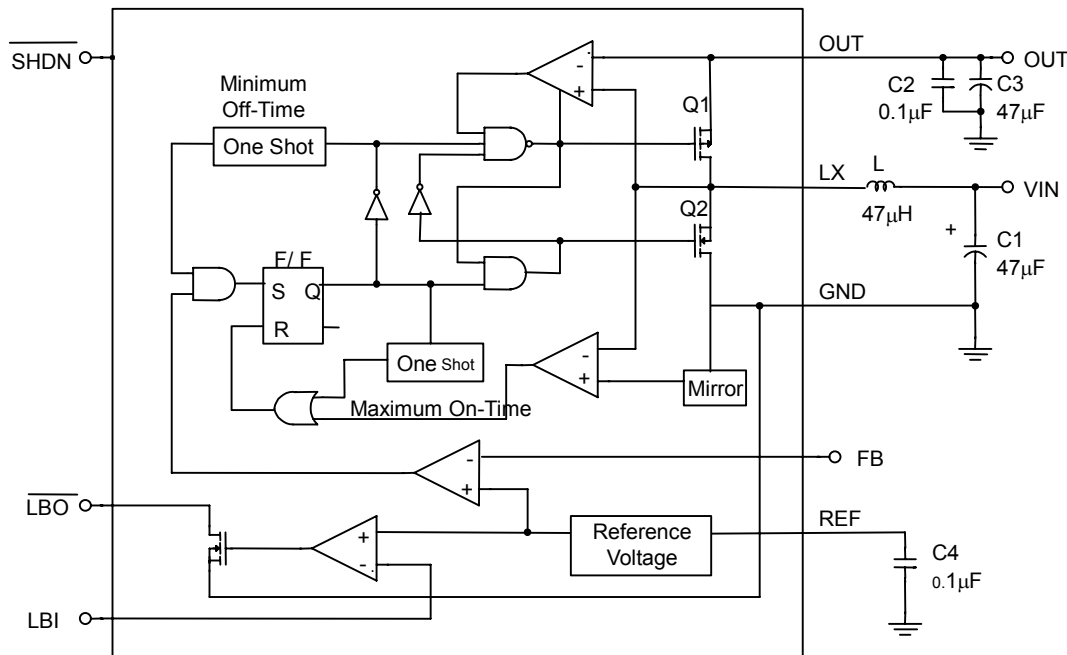 SHDN
OUT
OUT
Minimum
Off-Time
One Shot
C2
0.1µF
C3
47µF
Q1
LX
L
47µH
VIN
Q2
+
C1
47µF
F/ F
S
Q
R
GND
One Shot
Maximum On-Time
-
+
-
+
Mirror
-
+
FB
LBO
+
-
Reference
Voltage
REF
C4
0.1µF
LBI